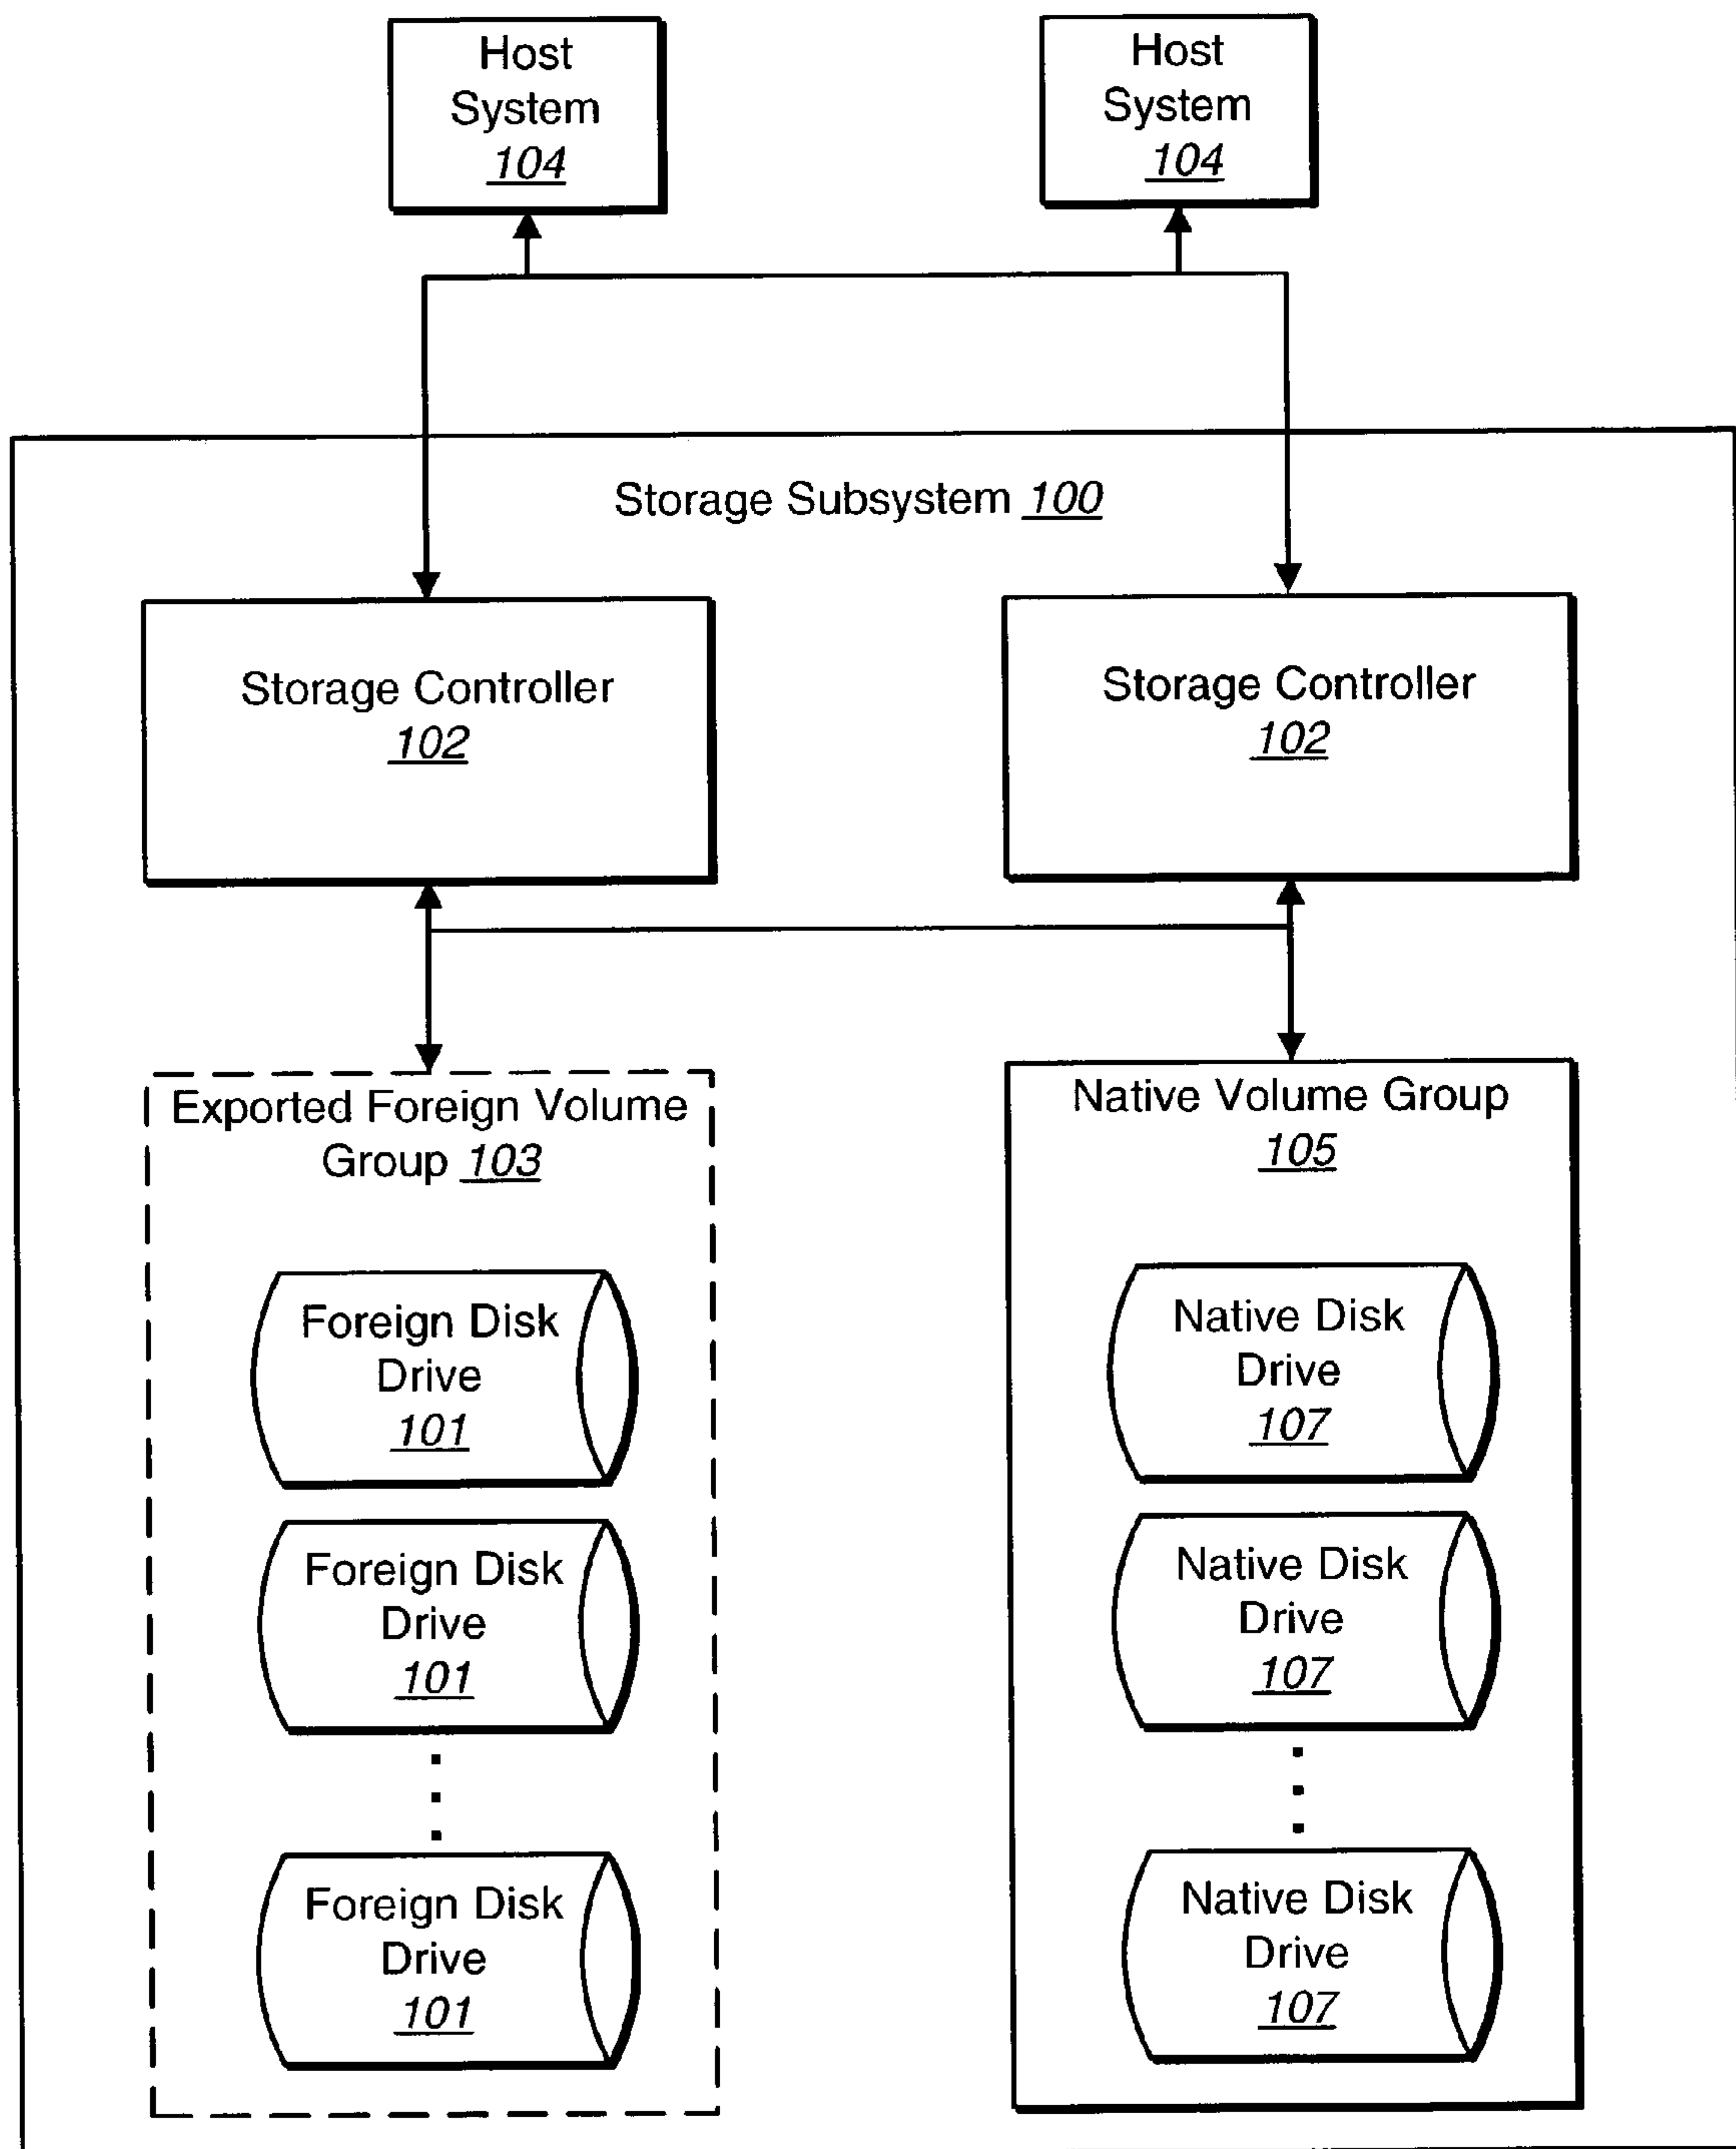 Host
System
104
Host
System
104
Storage Subsystem 100
Storage Controller
102
Storage Controller
102
Exported Foreign Volume
Group 103
Foreign Disk
Drive
101
Foreign Disk
Drive
101
Foreign Disk
Drive
101
Native Volume Group
105
Native Disk
Drive
107
Native Disk
Drive
107
Native Disk
Drive
107